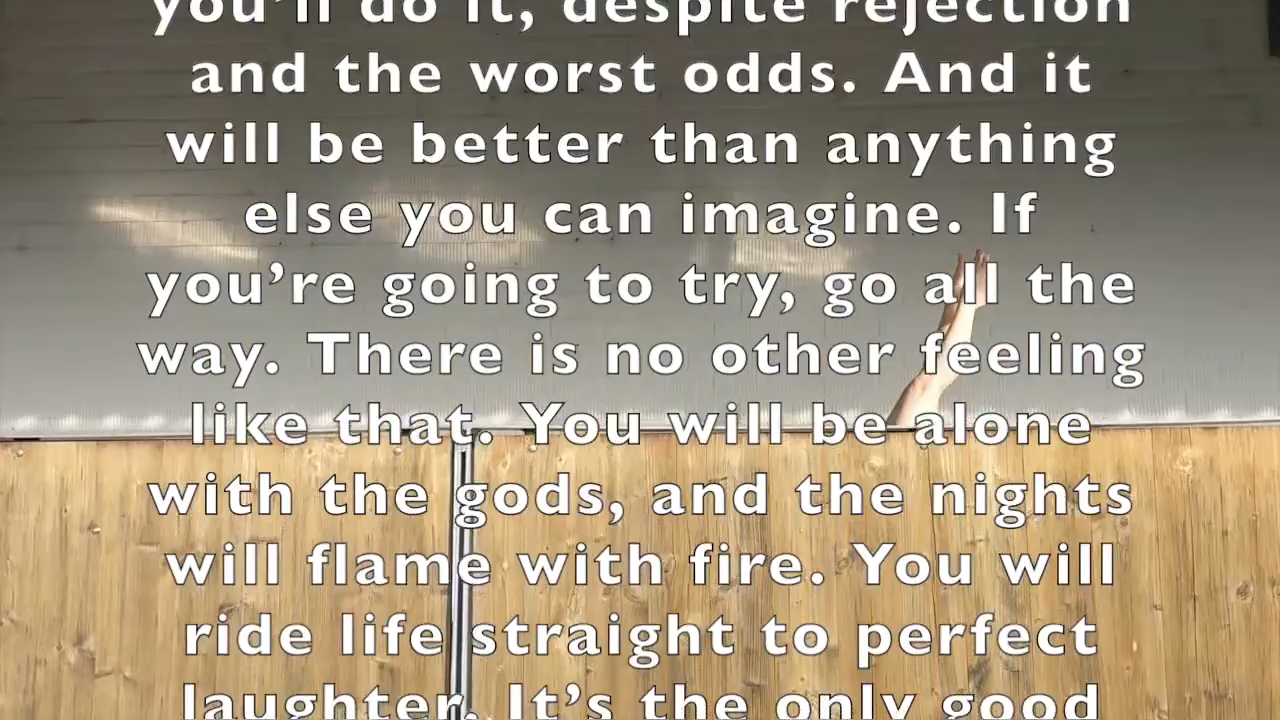 you’ll do it, despite rejection
and the worst odds. And it
will be better than anything
else you can imagine. If
you’re going to try, go all the
way. There is no other feeling
like that. You will be alone
with the gods, and the nights
will flame with fire. You will
ride life straight to perfect
laughter. It’s the only good